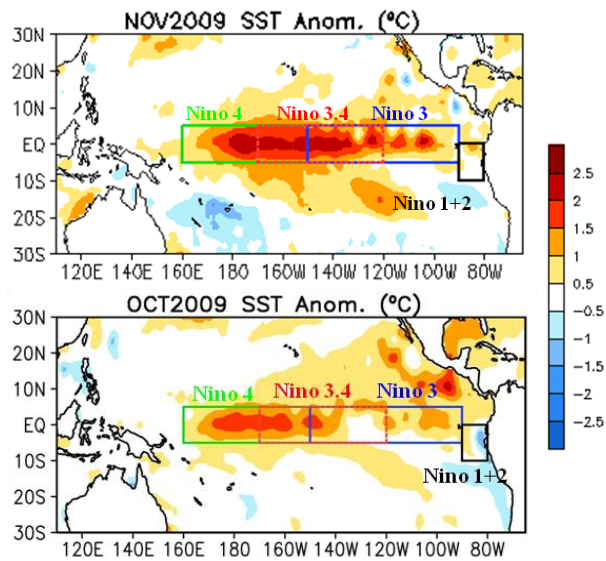 NOV2009 SST Anom. (ºC)
30N
20N
10N
EQ
10S
20S
30S
Nino 4
Nino 3.4
Nino 3
Nino 1+2
120E 140E 160E 180 160W 140W 120W 100W 80W
OCT2009 SST Anom. (ºC)
30N
20N
10N
EQ
10S
20S
30S
Nino 4
Nino 3.4
Nino 3
Nino 1+2
120E 140E 160E 180 160W 140W 120W 100W 80W
2.5
2
1.5
1
0.5
-0.5
-1
-1.5
-2
-2.5